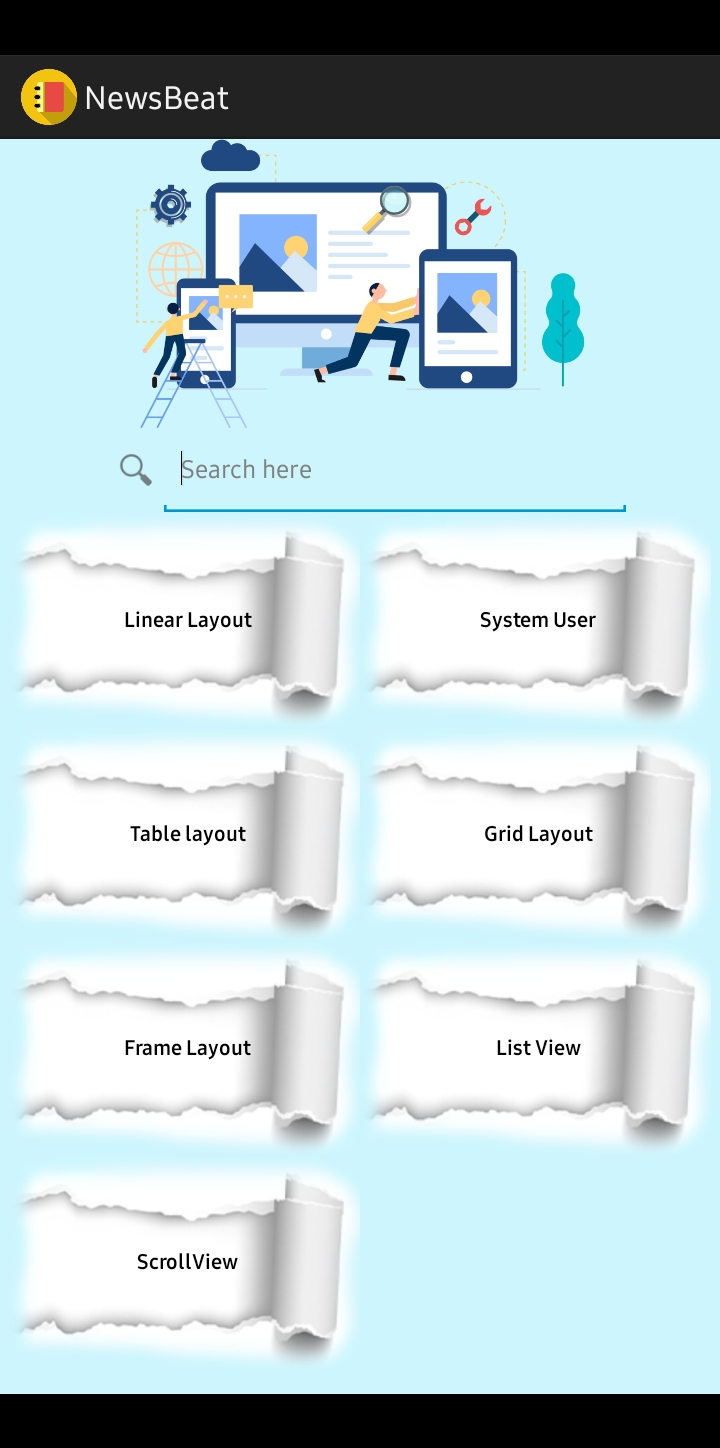 NewsBeat
Search here
Linear Layout
System User
Table layout
Grid Layout
Frame Layout
List View
ScrollView